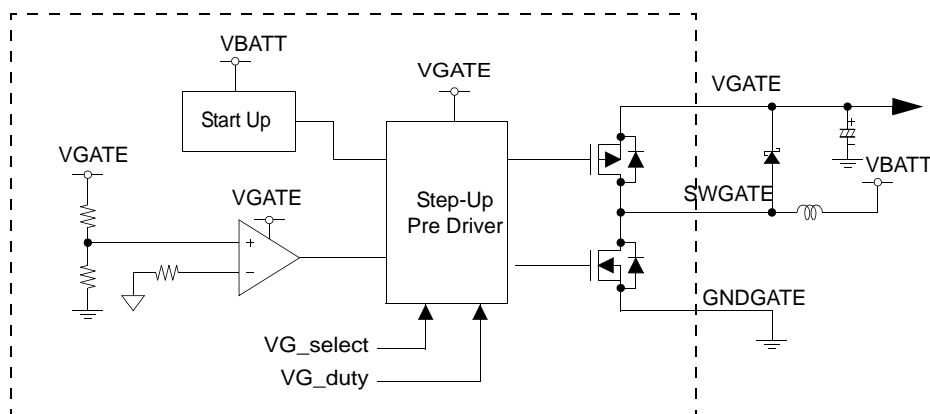 VBATT
Start Up
VGATE
VGATE
VGATE
Step-Up
Pre Driver
+
−
VG_select
VG_duty
VGATE
+
−
VBATT
SWGATE
GNDGATE